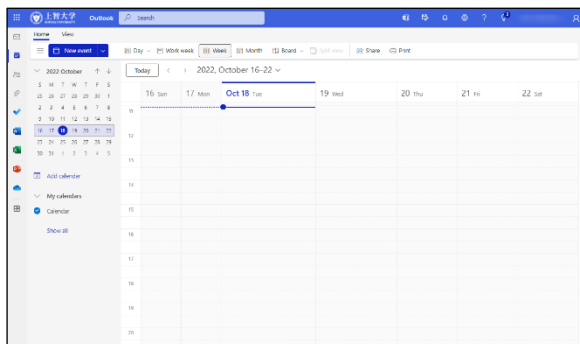 上智大学 Outlook Search
SOPHIA UNIVERSITY
Home View
New event Day Work week Week Month Board Split view Share Print
2022 October Today 2022, October 16–22
S M T W T F S
25 26 27 28 29 30 1
2 3 4 5 6 7 8
9 10 11 12 13 14 15
16 17 18 19 20 21 22
23 24 25 26 27 28 29
30 31 1 2 3 4 5
16 Sun 17 Mon Oct 18 Tue 19 Wed 20 Thu 21 Fri 22 Sat
Add calendar
My calendars
Calendar
Show all
11
12
13
14
15
16
17
18
19
20